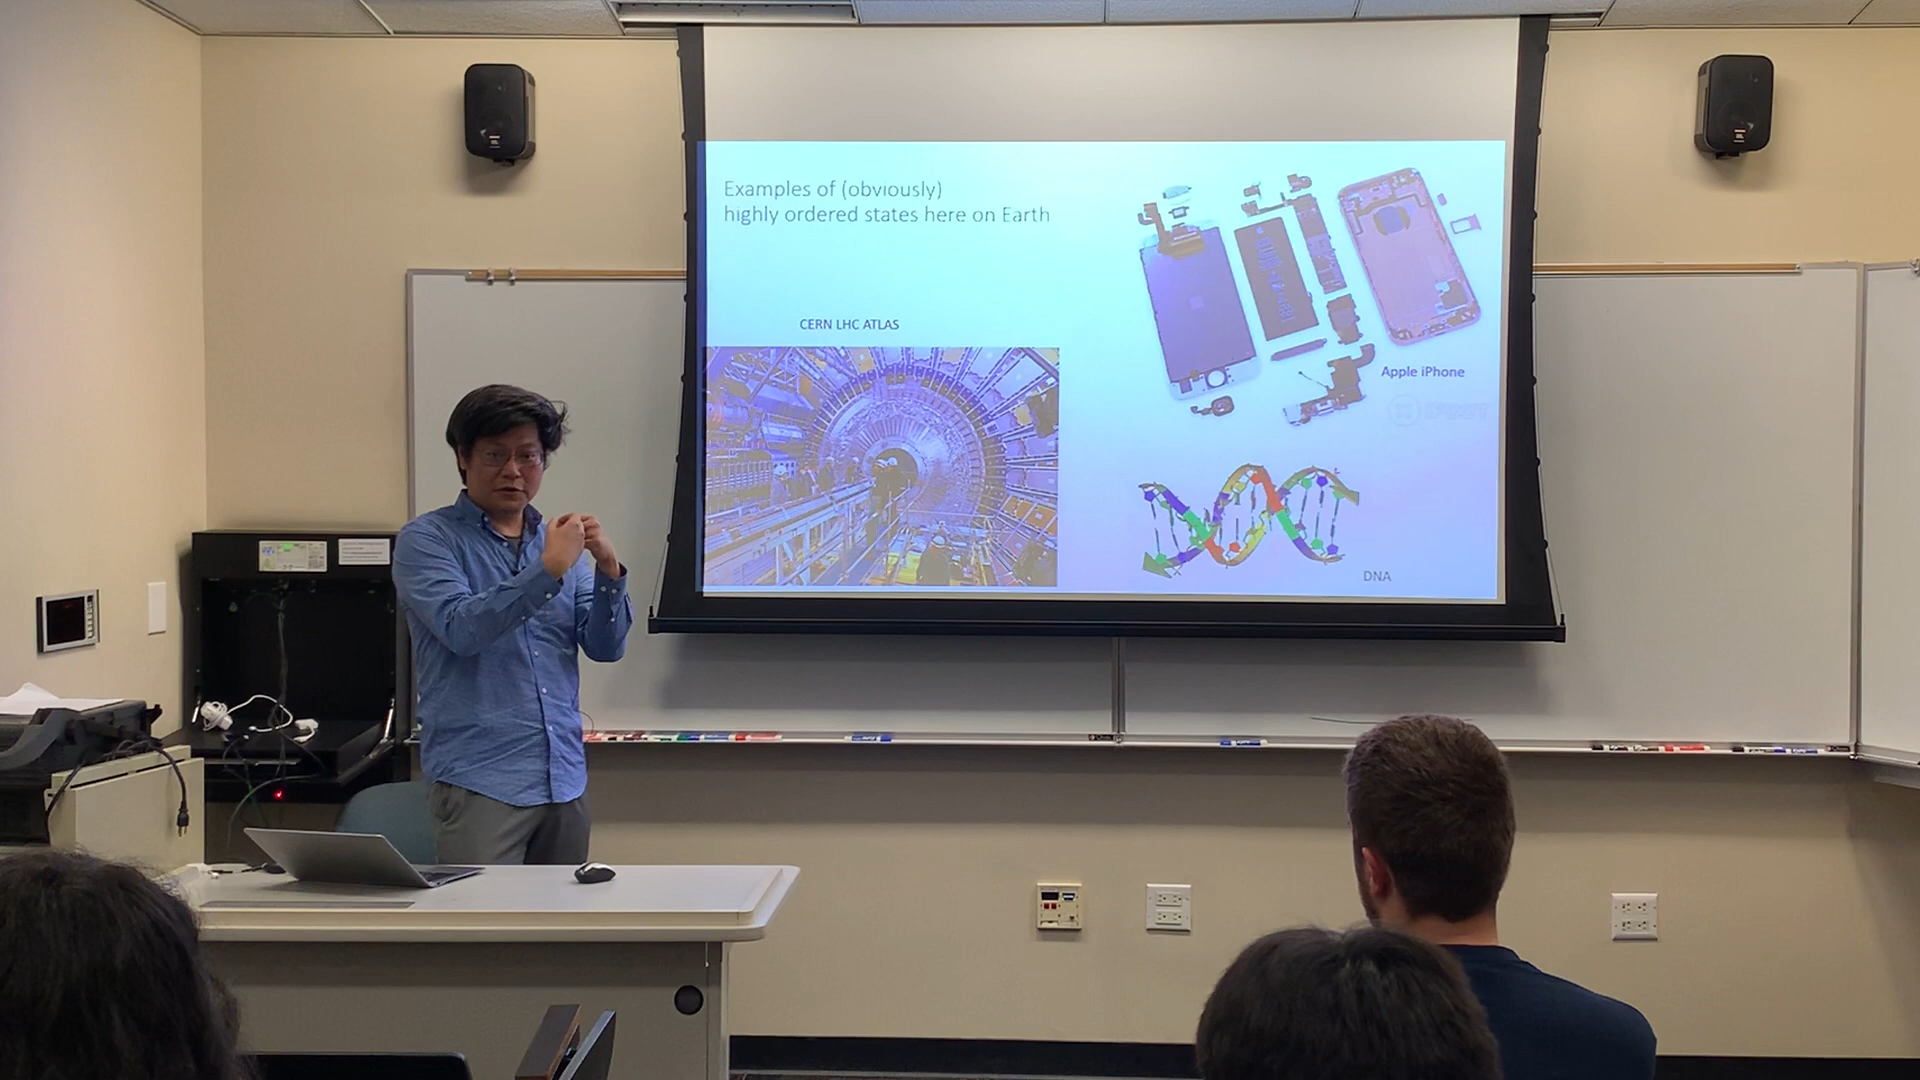 Examples of (obviously)
highly ordered states here on Earth
CERN LHC ATLAS
Apple iPhone
DNA